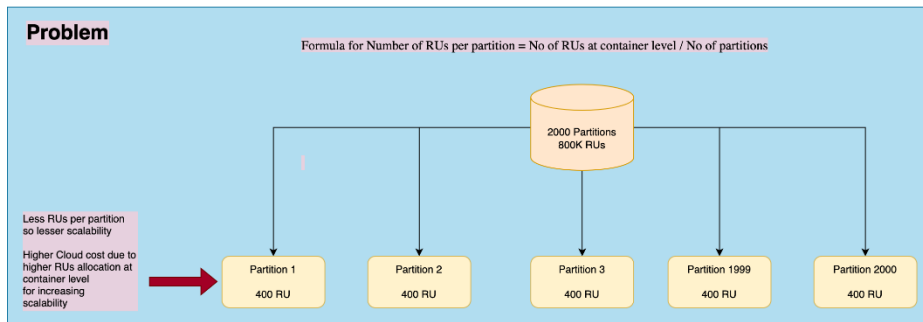 Problem
Formula for Number of RUs per partition = No of RUs at container level / No of partitions
2000 Partitions
800K RUs
Less RUs per partition
so lesser scalability
Higher Cloud cost due to
higher RUs allocation at
container level
for increasing
scalability
Partition 1
400 RU
Partition 2
400 RU
Partition 3
400 RU
Partition 1999
400 RU
Partition 2000
400 RU